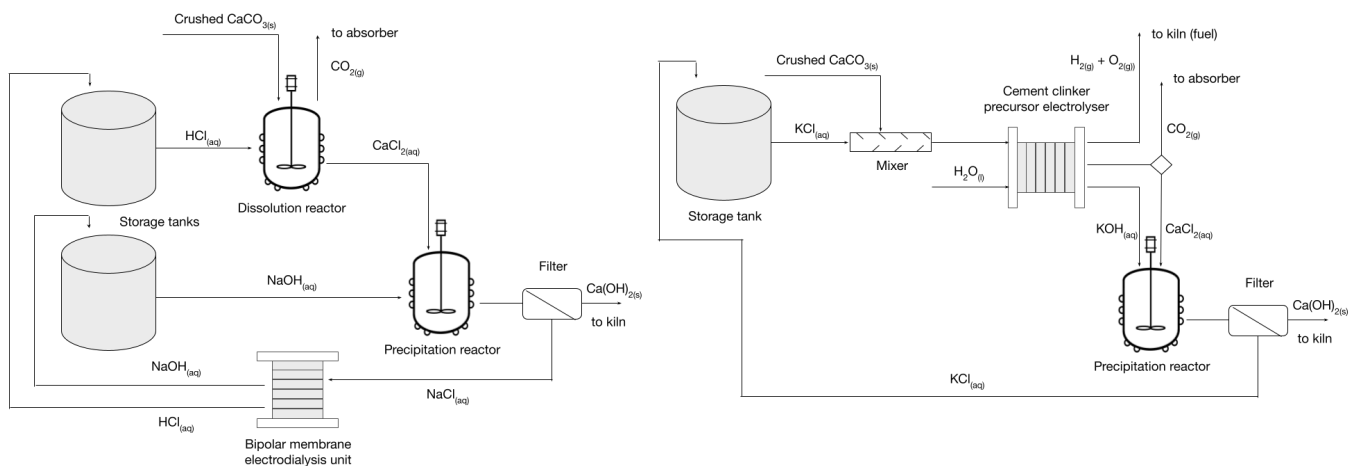 Crushed CaCO3(s)
to absorber
CO2(g)
HCl(aq)
CaCl2(aq)
Storage tanks
Dissolution reactor
NaOH(aq)
Filter
Ca(OH)2(s)
to kiln
Precipitation reactor
NaOH(aq)
NaCl(aq)
HCl(aq)
Bipolar membrane
electrodialysis unit
to kiln (fuel)
H2(g) + O2(g))
Crushed CaCO3(s)
to absorber
Cement clinker
precursor electrolyser
CO2(g)
KCl(aq)
Mixer
H2O(l)
Storage tank
KOH(aq)
CaCl2(aq)
Filter
Ca(OH)2(s)
to kiln
Precipitation reactor
KCl(aq)